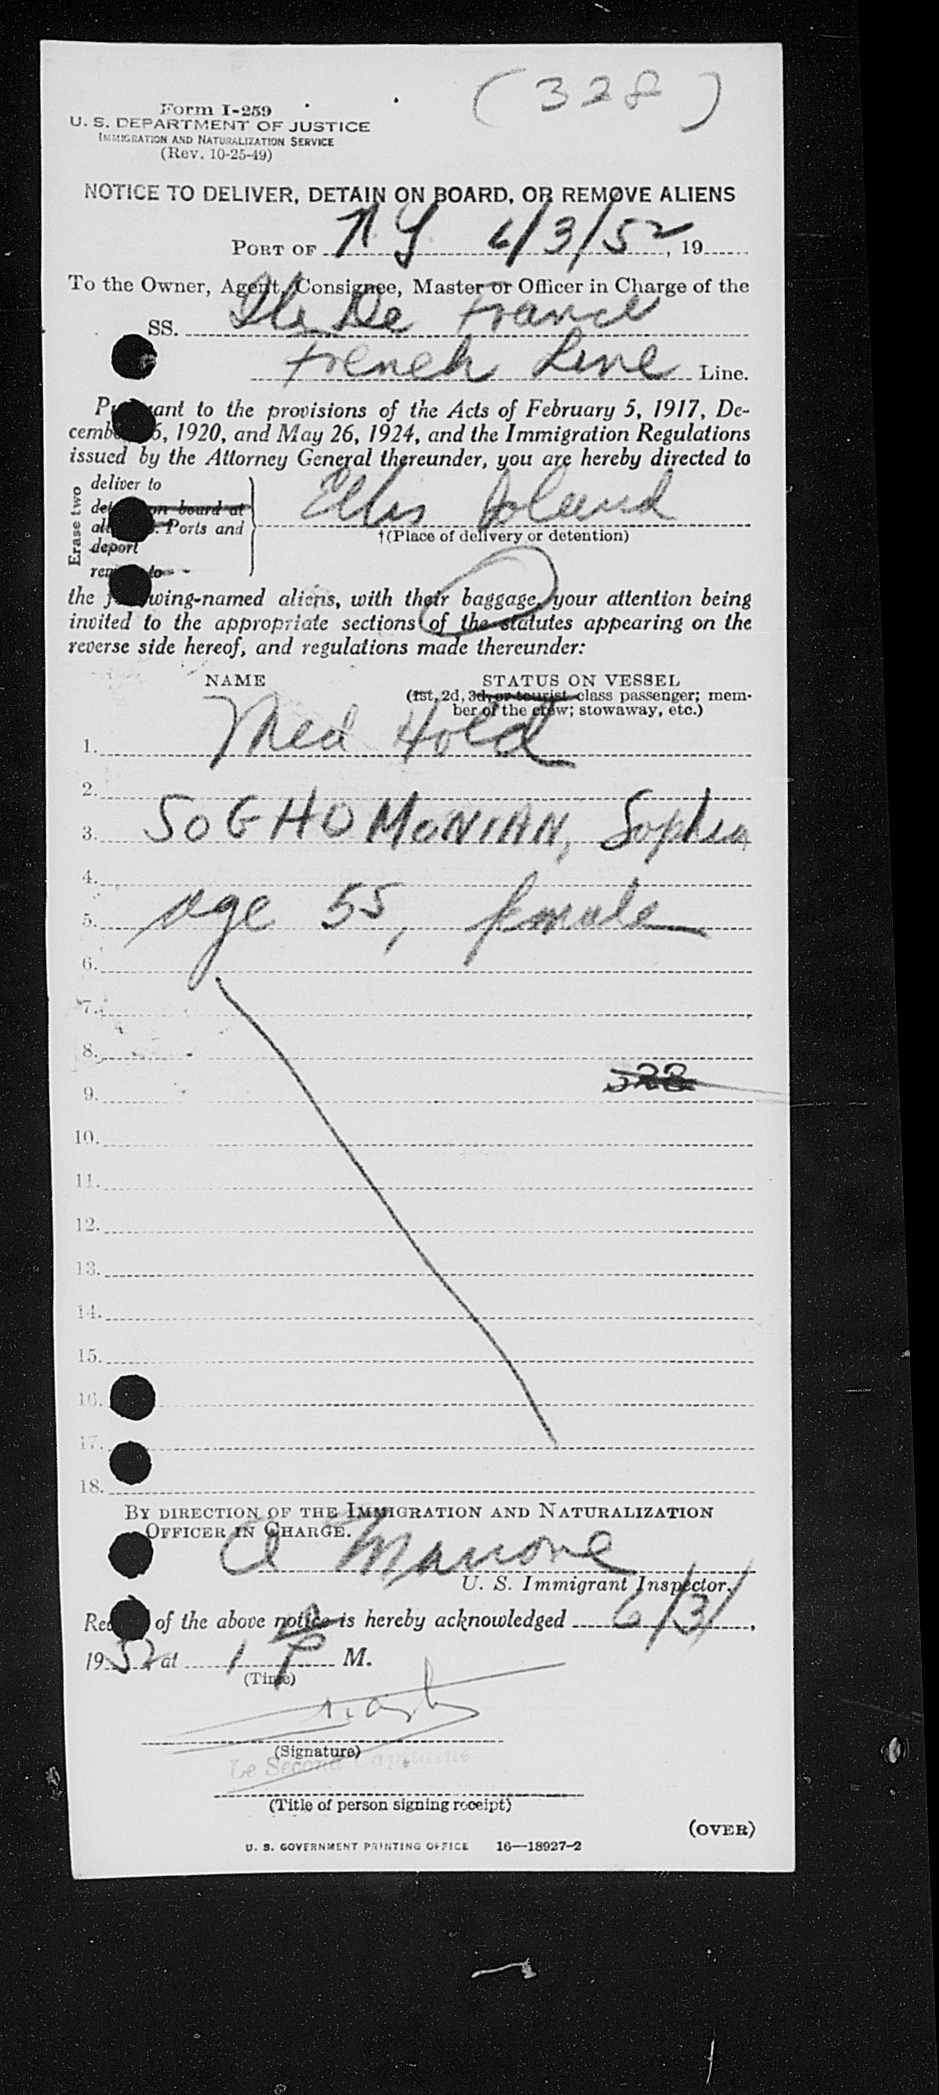 (328)
Form I-259
U. S. DEPARTMENT OF JUSTICE
IMMIGRATION AND NATURALIZATION SERVICE
(Rev. 10-25-49)
NOTICE TO DELIVER, DETAIN ON BOARD, OR REMOVE ALIENS
PORT OF NY 6/3/52, 19
To the Owner, Agent, Consignee, Master or Officer in Charge of the
SS. Ile De France
French Line Line.
to the provisions of the Acts of February 5, 1917, De-
1920, and May 26, 1924, and the Immigration Regulations
issued by the Attorney General thereunder, you are hereby directed to
Erase two
deliver to
on board at
Ports and
deport
to
Ellis Island
†(Place of delivery or detention)
the following-named aliens, with their baggage, your attention being
invited to the appropriate sections of the statutes appearing on the
reverse side hereof, and regulations made thereunder:
NAME STATUS ON VESSEL
(1st, 2d, 3d, or tourist class passenger; mem-
ber of the crew; stowaway, etc.)
1. Med Hold
2.
3. SOGHOMONIAN, Sophia
4.
5. age 55, female
6.
7.
8.
328
9.
10.
11.
12.
13.
14.
15.
16.
17.
18.
BY DIRECTION OF THE IMMIGRATION AND NATURALIZATION
OFFICER IN CHARGE.
U. S. Immigrant Inspector.
of the above notice is hereby acknowledged 6/3/,
1952 at 1 P M.
(Time)
(Signature)
Le Second Capitaine
(Title of person signing receipt)
(OVER)
U. S. GOVERNMENT PRINTING OFFICE 16—18927-2